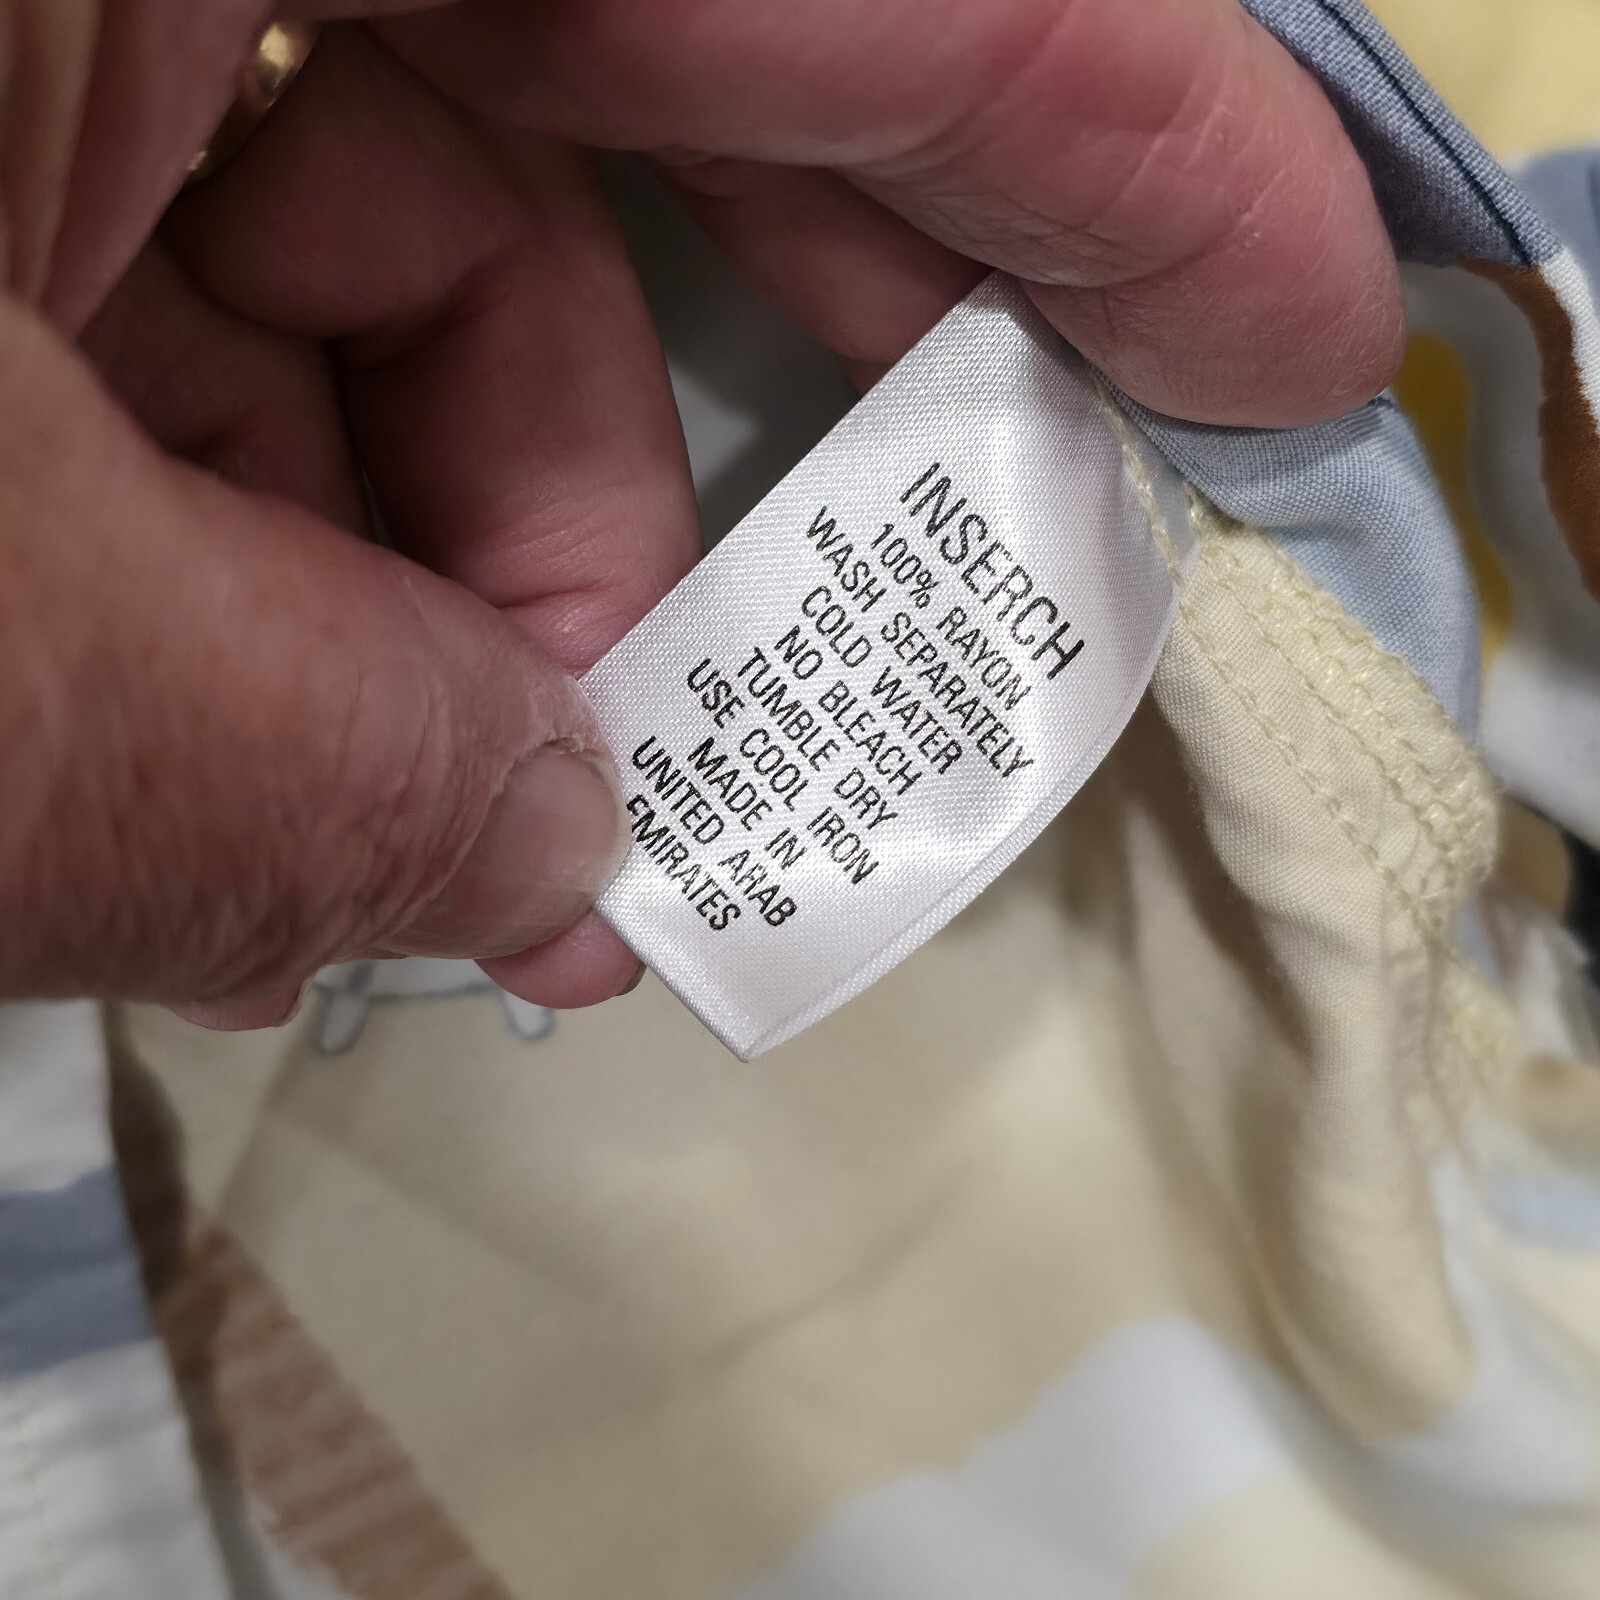 INSERCH
100% RAYON
WASH SEPARATELY
COLD WATER
NO BLEACH
TUMBLE DRY
USE COOL IRON
MADE IN
UNITED ARAB
EMIRATES